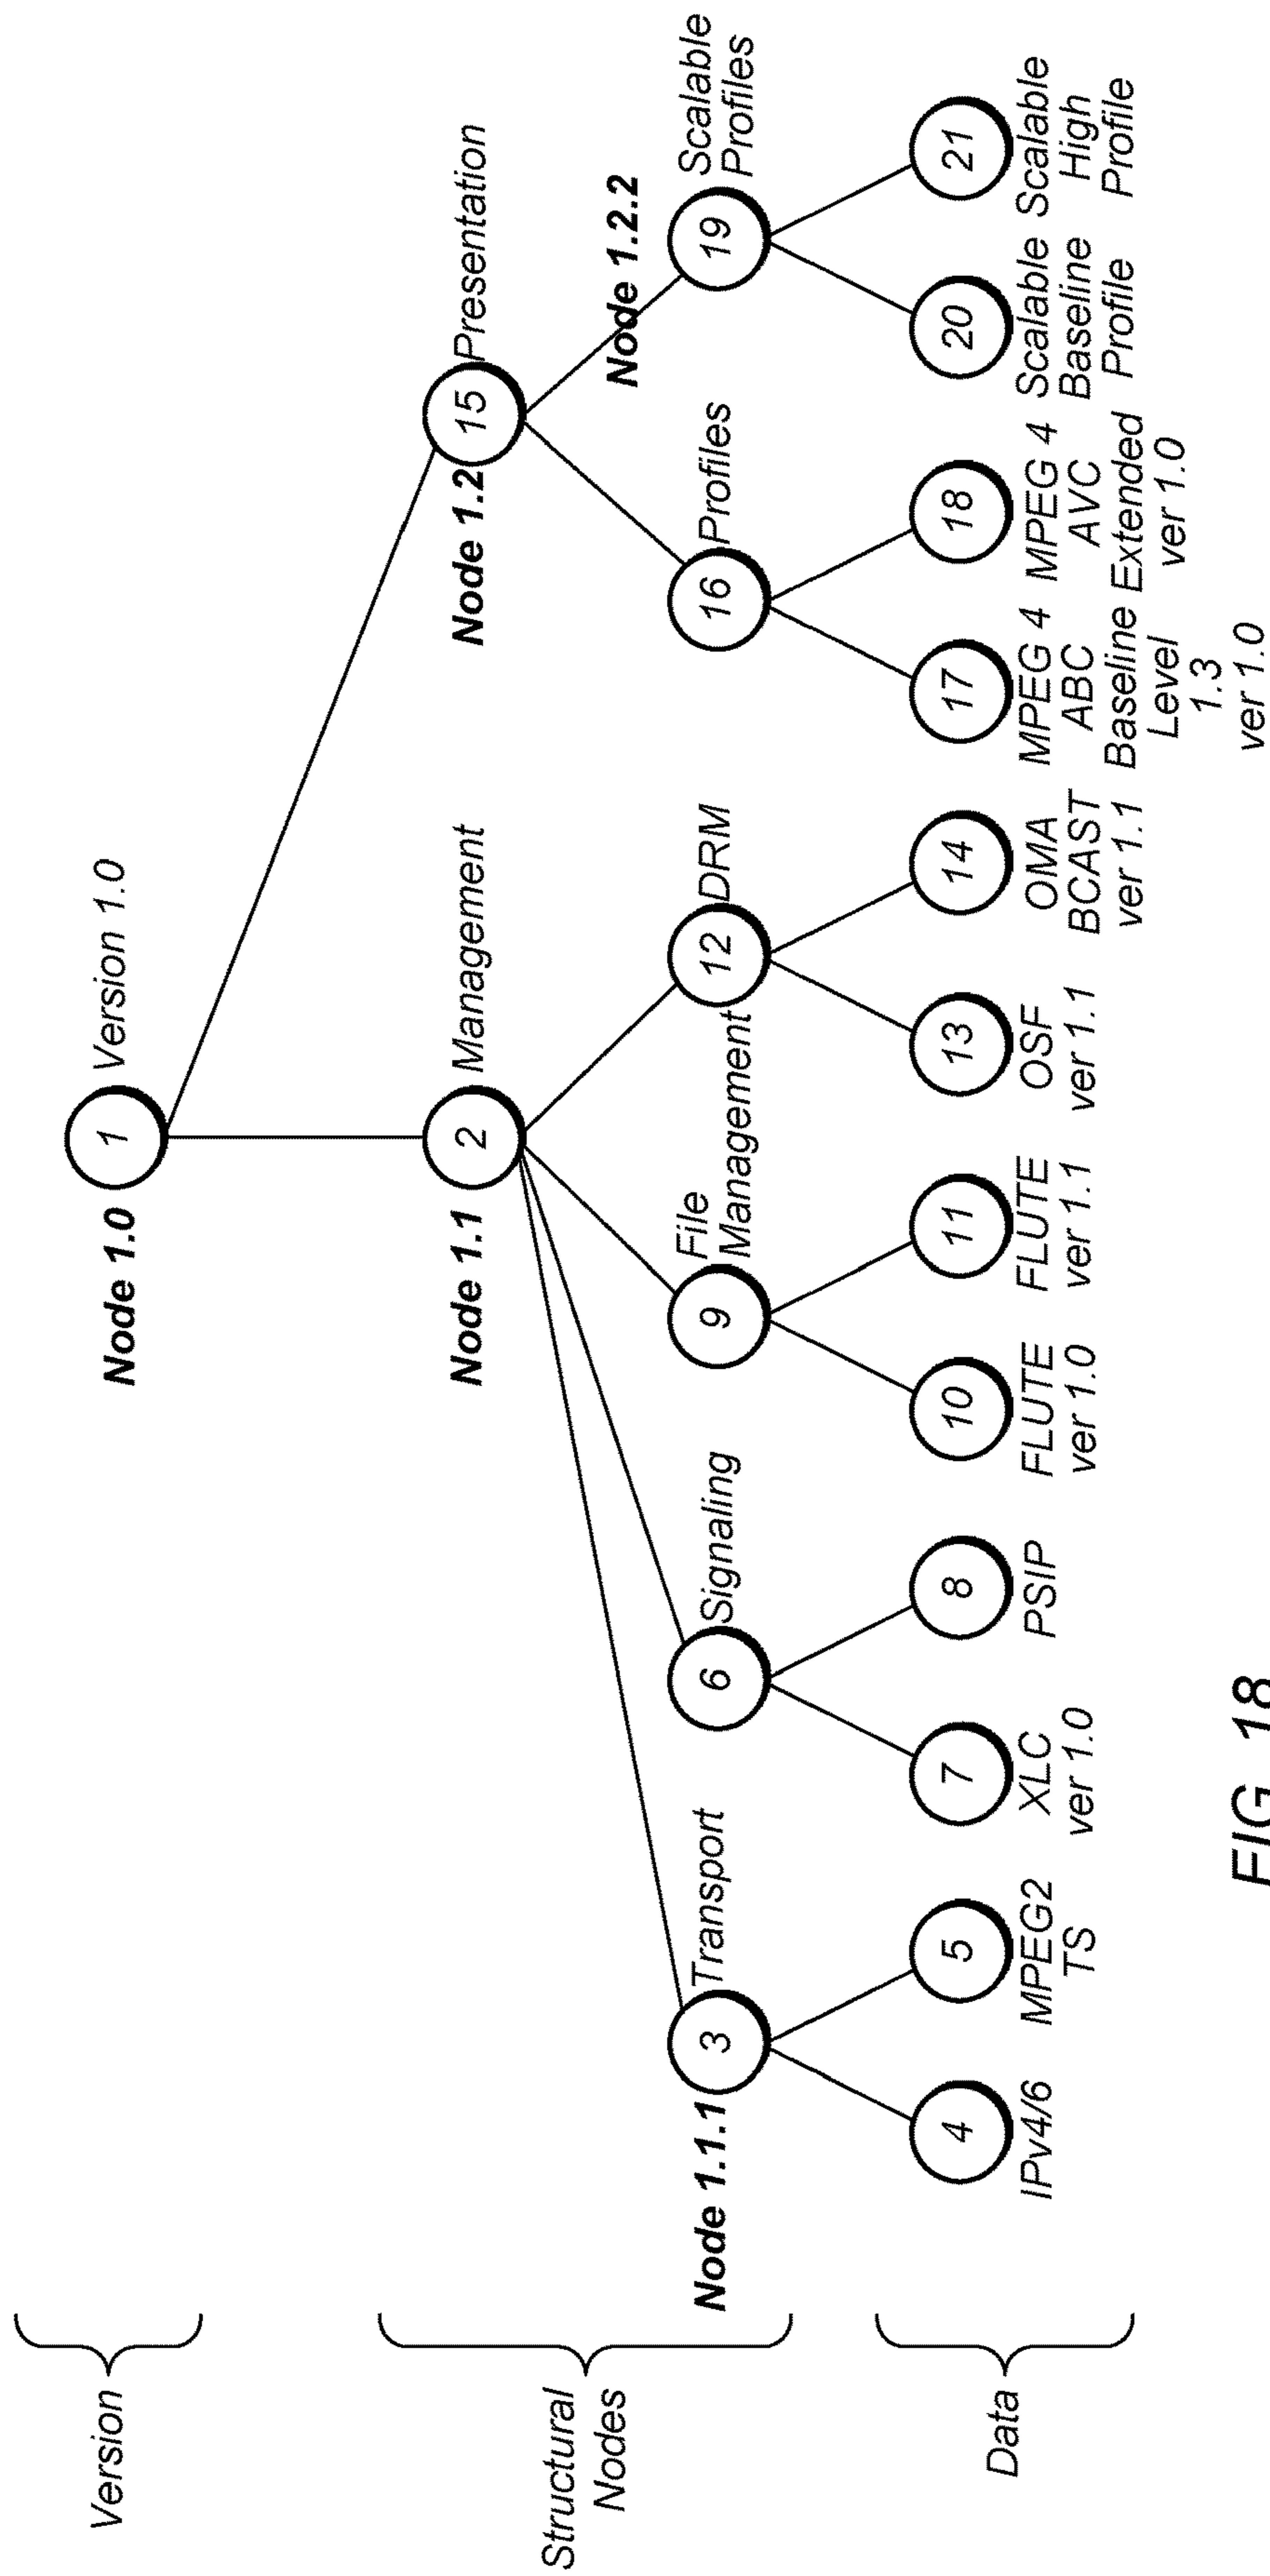 Version
Node 1.0
1
Version 1.0
Structural
Nodes
Node 1.1
2
Management
Node 1.2
15
Presentation
Node 1.2.2
Node 1.1.1
3
Transport
6
Signaling
9
File
Management
12
DRM
16
Profiles
19
Scalable
Profiles
Data
4
IPv4/6
5
MPEG2
TS
7
XLC
ver 1.0
8
PSIP
10
FLUTE
ver 1.0
11
FLUTE
ver 1.1
13
OSF
ver 1.1
14
OMA
BCAST
ver 1.1
17
MPEG 4
ABC
Baseline
Level
1.3
ver 1.0
18
MPEG 4
AVC
Extended
ver 1.0
20
Scalable
Baseline
Profile
21
Scalable
High
Profile
FIG. 18